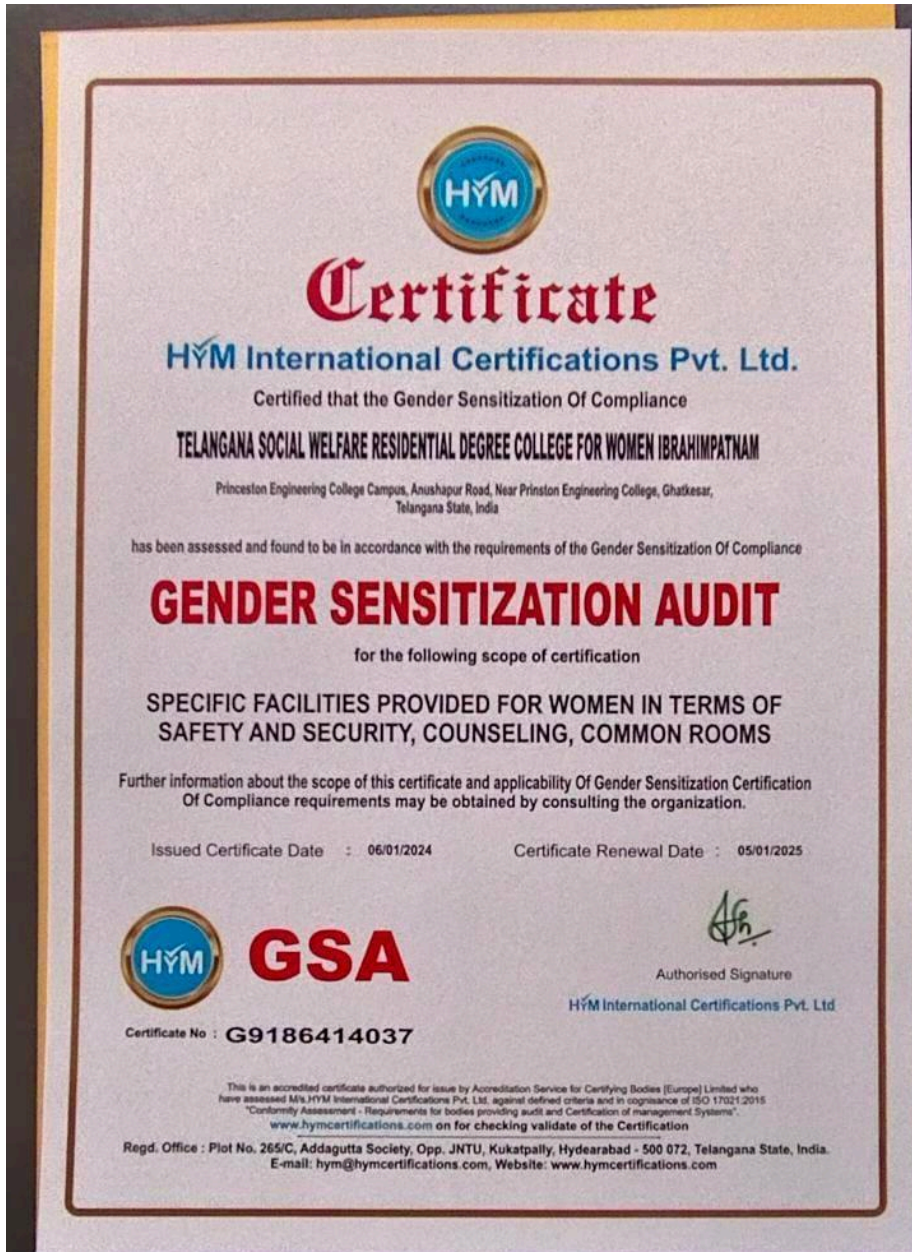 HYM
Certificate
HYM International Certifications Pvt. Ltd.
Certified that the Gender Sensitization Of Compliance
TELANGANA SOCIAL WELFARE RESIDENTIAL DEGREE COLLEGE FOR WOMEN IBRAHIMPATNAM
Princeston Engineering College Campus, Anushapur Road, Near Prinston Engineering College, Ghatkesar,
Telangana State, India
has been assessed and found to be in accordance with the requirements of the Gender Sensitization Of Compliance
GENDER SENSITIZATION AUDIT
for the following scope of certification
SPECIFIC FACILITIES PROVIDED FOR WOMEN IN TERMS OF
SAFETY AND SECURITY, COUNSELING, COMMON ROOMS
Further information about the scope of this certificate and applicability Of Gender Sensitization Certification
Of Compliance requirements may be obtained by consulting the organization.
Issued Certificate Date : 06/01/2024 Certificate Renewal Date : 05/01/2025
HYM GSA
Authorised Signature
HYM International Certifications Pvt. Ltd
Certificate No : G9186414037
This is an accredited certificate authorized for issue by Accreditation Service for Certifying Bodies [Europe] Limited who
have assessed M/s.HYM International Certifications Pvt. Ltd. against defined criteria and in cognisance of ISO 17021:2015
"Conformity Assessment - Requirements for bodies providing audit and Certification of management Systems".
www.hymcertifications.com on for checking validate of the Certification
Regd. Office : Plot No. 265/C, Addagutta Society, Opp. JNTU, Kukatpally, Hydearabad - 500 072, Telangana State, India.
E-mail: hym@hymcertifications.com, Website: www.hymcertifications.com